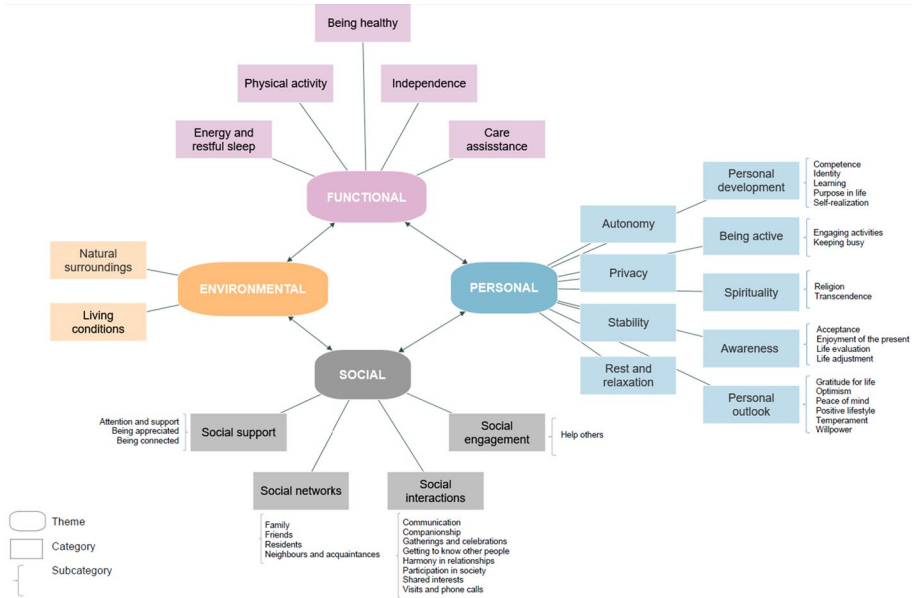 Being healthy
Physical activity
Independence
Energy and
restful sleep
Care
assisstance
FUNCTIONAL
Natural
surroundings
Living
conditions
ENVIRONMENTAL
PERSONAL
Autonomy
Privacy
Stability
Rest and
relaxation
Personal
development
Competence
Identity
Learning
Purpose in life
Self-realization
Being active
Engaging activities
Keeping busy
Spirituality
Religion
Transcendence
Awareness
Acceptance
Enjoyment of the present
Life evaluation
Life adjustment
Personal
outlook
Gratitude for life
Optimism
Peace of mind
Positive lifestyle
Temperament
Willpower
SOCIAL
Attention and support
Being appreciated
Being connected
Social support
Social
engagement
Help others
Social networks
Family
Friends
Residents
Neighbours and acquaintances
Social
interactions
Communication
Companionship
Gatherings and celebrations
Getting to know other people
Harmony in relationships
Participation in society
Shared interests
Visits and phone calls
Theme
Category
Subcategory